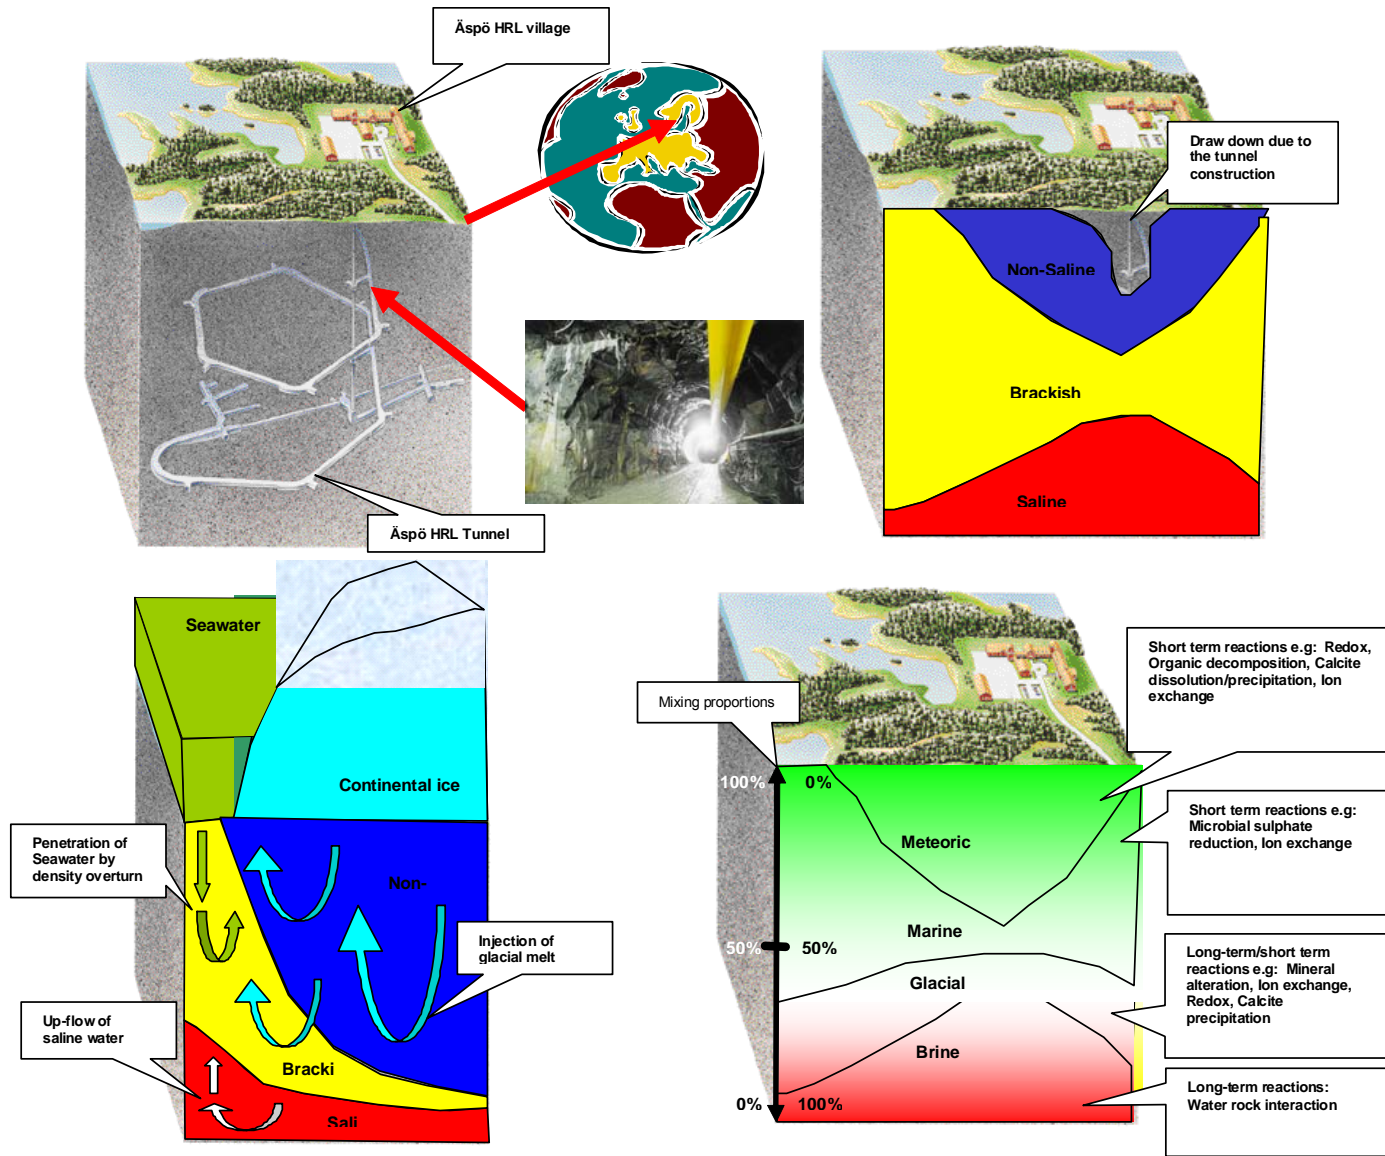 Äspö HRL village
Äspö HRL Tunnel
Draw down due to
the tunnel
construction
Non-Saline
Brackish
Saline
Seawater
Continental ice
Penetration of
Seawater by
density overturn
Non-
Injection of
glacial melt
Up-flow of
saline water
Bracki
Sali
Mixing proportions
100% 0%
Meteoric
Marine
50% 50%
Glacial
Brine
0% 100%
Short term reactions e.g: Redox,
Organic decomposition, Calcite
dissolution/precipitation, Ion
exchange
Short term reactions e.g:
Microbial sulphate
reduction, Ion exchange
Long-term/short term
reactions e.g: Mineral
alteration, Ion exchange,
Redox, Calcite
precipitation
Long-term reactions:
Water rock interaction